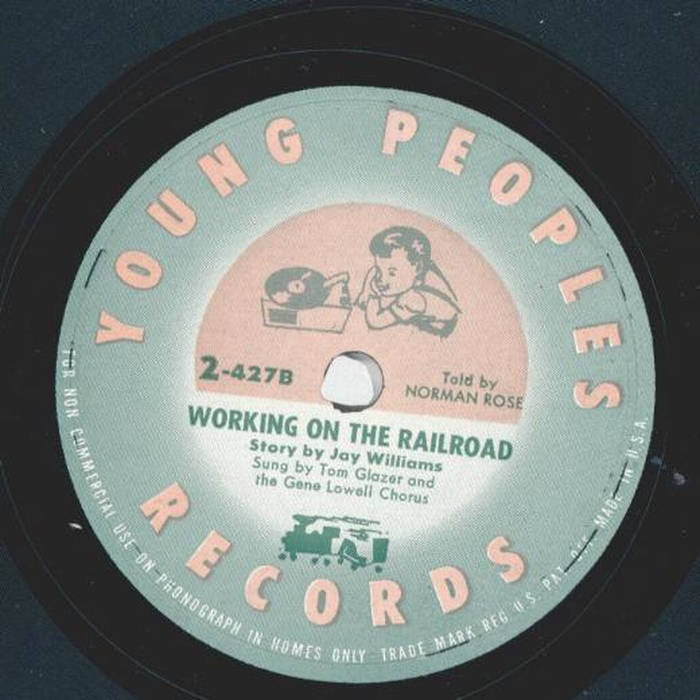 YOUNG PEOPLES
2-427B
Told by
NORMAN ROSE
WORKING ON THE RAILROAD
Story by Jay Williams
Sung by Tom Glazer and
the Gene Lowell Chorus
RECORDS
FOR NON COMMERCIAL USE ON PHONOGRAPH IN HOMES ONLY TRADE MARK REG U.S. PAT. OFF. MADE IN U.S.A.